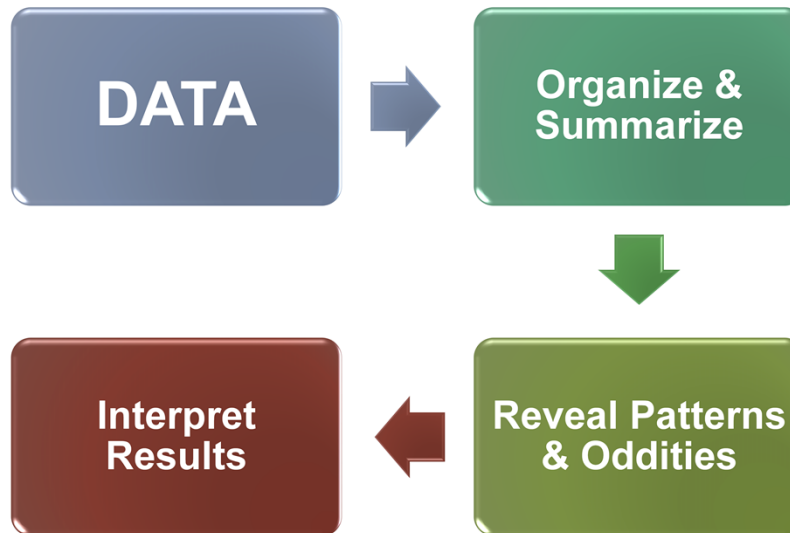 DATA
Organize &
Summarize
Reveal Patterns
& Oddities
Interpret
Results